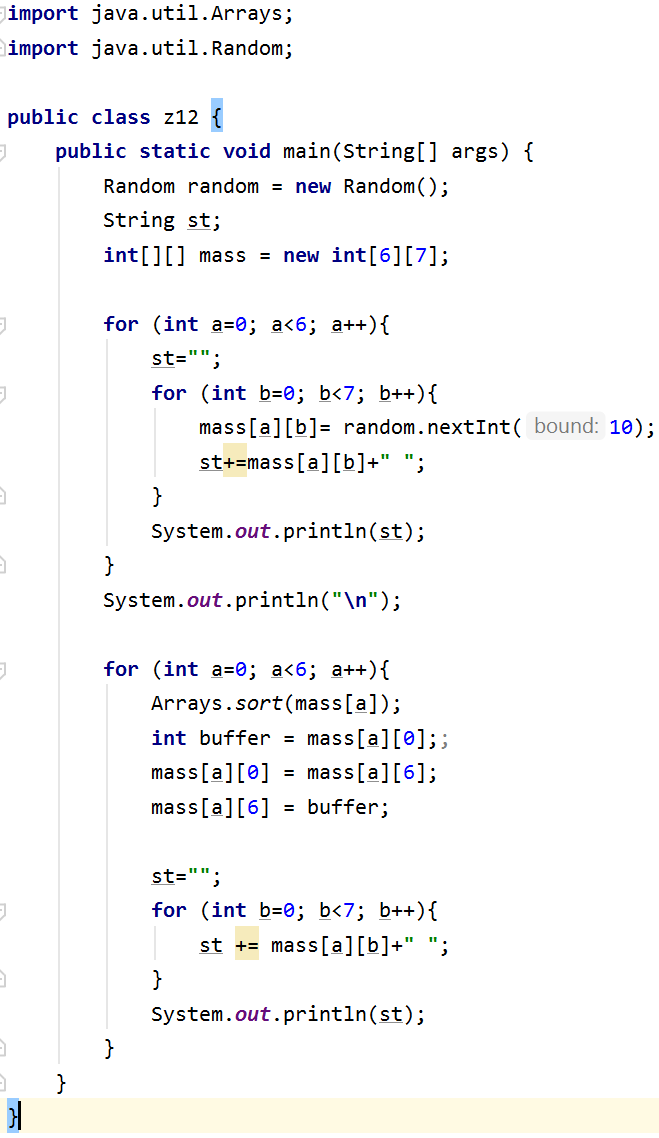 import java.util.Arrays;
import java.util.Random;

public class z12 {
    public static void main(String[] args) {
        Random random = new Random();
        String st;
        int[][] mass = new int[6][7];

        for (int a=0; a<6; a++){
            st="";
            for (int b=0; b<7; b++){
                mass[a][b]= random.nextInt( bound: 10);
                st+=mass[a][b]+" ";
            }
            System.out.println(st);
        }
        System.out.println("\n");

        for (int a=0; a<6; a++){
            Arrays.sort(mass[a]);
            int buffer = mass[a][0];;
            mass[a][0] = mass[a][6];
            mass[a][6] = buffer;

            st="";
            for (int b=0; b<7; b++){
                st += mass[a][b]+" ";
            }
            System.out.println(st);
        }
    }
}